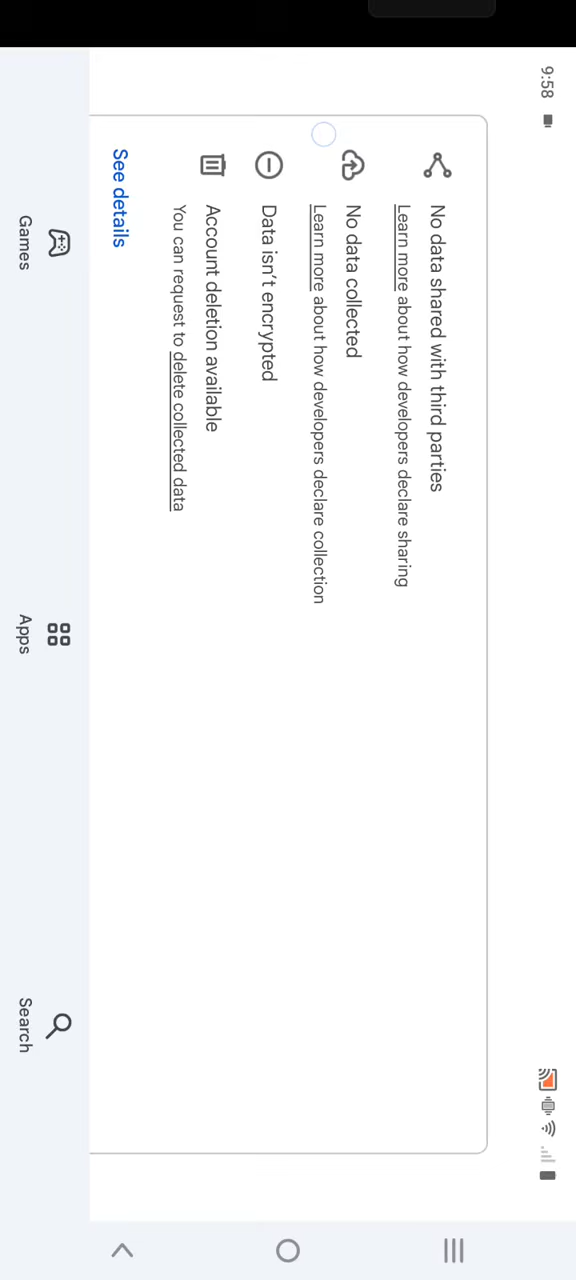 9:58
No data shared with third parties
Learn more about how developers declare sharing
No data collected
Learn more about how developers declare collection
Data isn’t encrypted
Account deletion available
You can request to delete collected data
See details
Games
Apps
Search